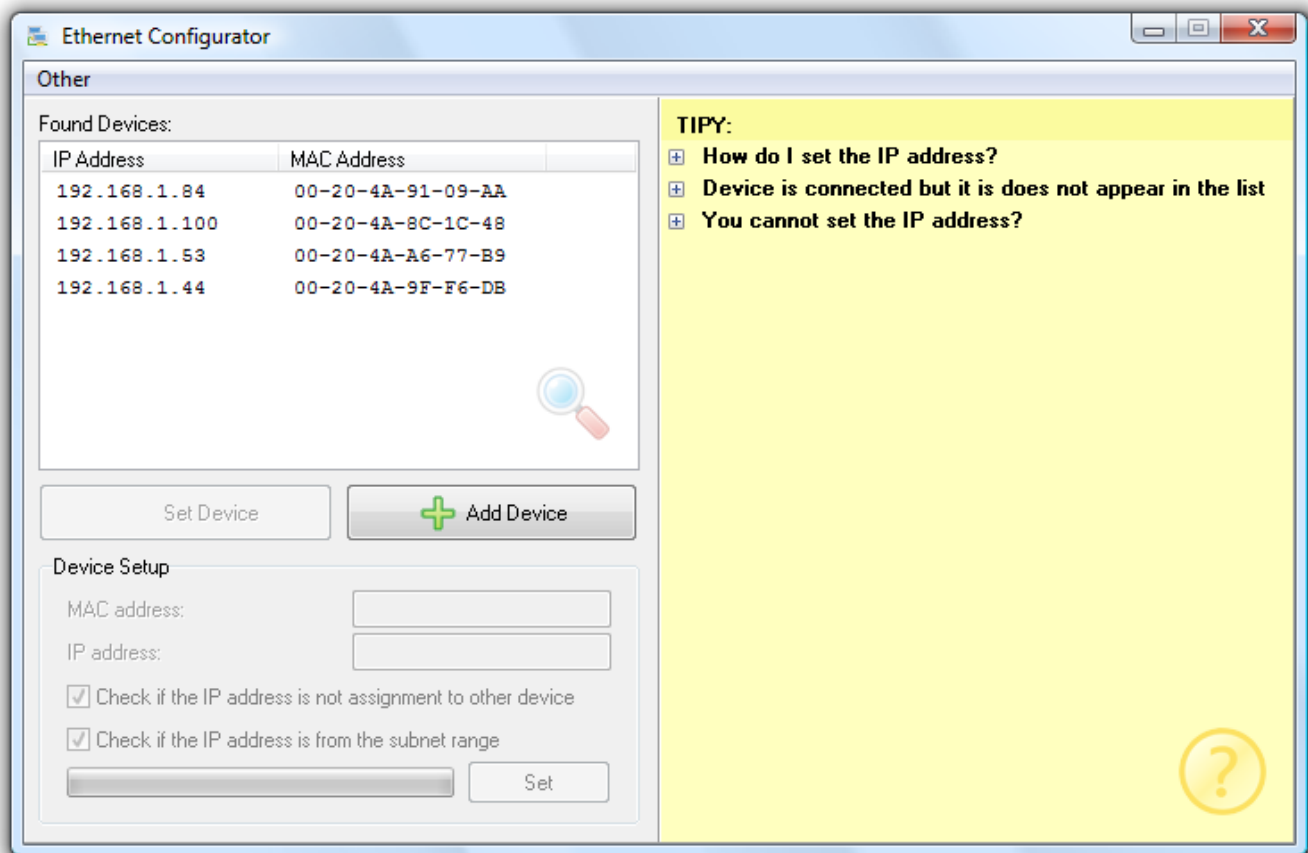 Ethernet Configurator
Other
Found Devices:
IP Address MAC Address
192.168.1.84 00-20-4A-91-09-AA
192.168.1.100 00-20-4A-8C-1C-48
192.168.1.53 00-20-4A-A6-77-B9
192.168.1.44 00-20-4A-9F-F6-DB
Set Device Add Device
Device Setup
MAC address:
IP address:
Check if the IP address is not assignment to other device
Check if the IP address is from the subnet range
Set
TIPY:
How do I set the IP address?
Device is connected but it is does not appear in the list
You cannot set the IP address?